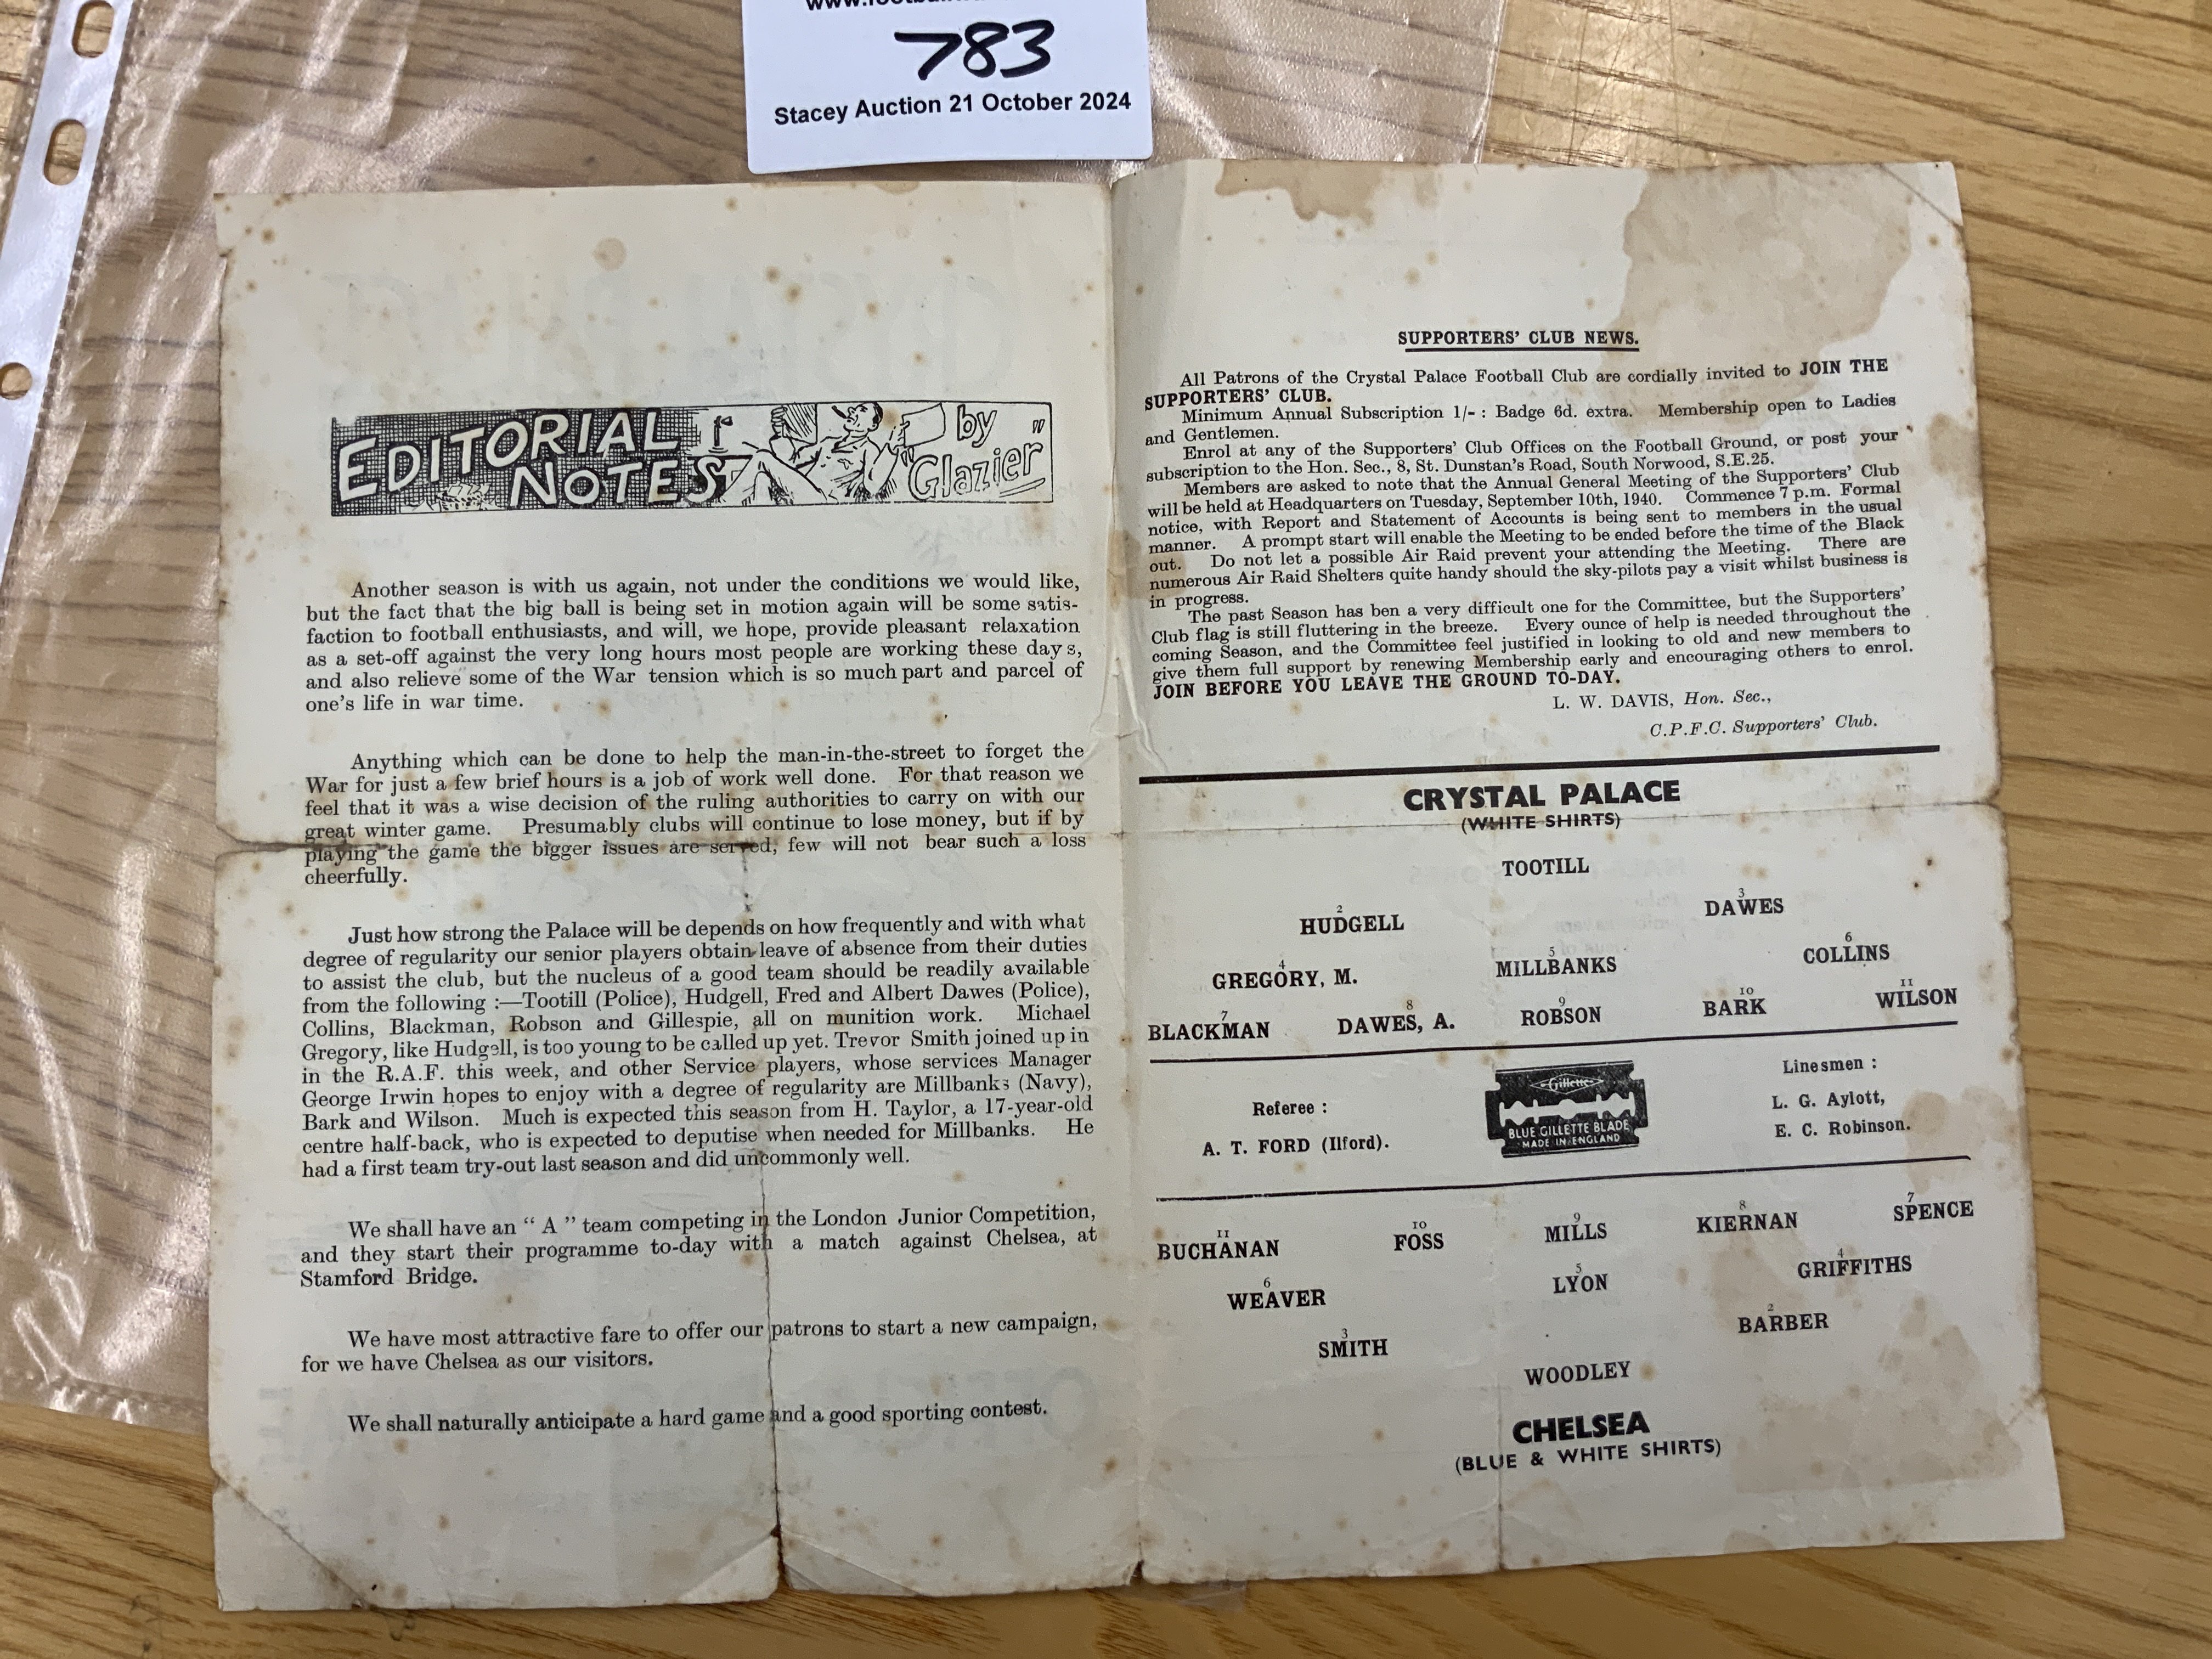 783
Stacey Auction 21 October 2024
EDITORIAL NOTES by "Glazier"
Another season is with us again, not under the conditions we would like,
but the fact that the big ball is being set in motion again will be some satis-
faction to football enthusiasts, and will, we hope, provide pleasant relaxation
as a set-off against the very long hours most people are working these days,
and also relieve some of the War tension which is so much part and parcel of
one's life in war time.
Anything which can be done to help the man-in-the-street to forget the
War for just a few brief hours is a job of work well done. For that reason we
feel that it was a wise decision of the ruling authorities to carry on with our
great winter game. Presumably clubs will continue to lose money, but if by
playing the game the bigger issues are served, few will not bear such a loss
cheerfully.
Just how strong the Palace will be depends on how frequently and with what
degree of regularity our senior players obtain leave of absence from their duties
to assist the club, but the nucleus of a good team should be readily available
from the following :—Tootill (Police), Hudgell, Fred and Albert Dawes (Police),
Collins, Blackman, Robson and Gillespie, all on munition work. Michael
Gregory, like Hudgell, is too young to be called up yet. Trevor Smith joined up in
in the R.A.F. this week, and other Service players, whose services Manager
George Irwin hopes to enjoy with a degree of regularity are Millbanks (Navy),
Bark and Wilson. Much is expected this season from H. Taylor, a 17-year-old
centre half-back, who is expected to deputise when needed for Millbanks. He
had a first team try-out last season and did uncommonly well.
We shall have an " A " team competing in the London Junior Competition,
and they start their programme to-day with a match against Chelsea, at
Stamford Bridge.
We have most attractive fare to offer our patrons to start a new campaign,
for we have Chelsea as our visitors.
We shall naturally anticipate a hard game and a good sporting contest.
SUPPORTERS' CLUB NEWS.
All Patrons of the Crystal Palace Football Club are cordially invited to JOIN THE
SUPPORTERS' CLUB.
Minimum Annual Subscription 1/- : Badge 6d. extra. Membership open to Ladies
and Gentlemen.
Enrol at any of the Supporters' Club Offices on the Football Ground, or post your
subscription to the Hon. Sec., 8, St. Dunstan's Road, South Norwood, S.E.25.
Members are asked to note that the Annual General Meeting of the Supporters' Club
will be held at Headquarters on Tuesday, September 10th, 1940. Commence 7 p.m. Formal
notice, with Report and Statement of Accounts is being sent to members in the usual
manner. A prompt start will enable the Meeting to be ended before the time of the Black
out. Do not let a possible Air Raid prevent your attending the Meeting. There are
numerous Air Raid Shelters quite handy should the sky-pilots pay a visit whilst business is
in progress.
The past Season has ben a very difficult one for the Committee, but the Supporters'
Club flag is still fluttering in the breeze. Every ounce of help is needed throughout the
coming Season, and the Committee feel justified in looking to old and new members to
give them full support by renewing Membership early and encouraging others to enrol.
JOIN BEFORE YOU LEAVE THE GROUND TO-DAY.
L. W. DAVIS, Hon. Sec.,
C.P.F.C. Supporters' Club.
CRYSTAL PALACE
(WHITE SHIRTS)
TOOTILL
2 3
HUDGELL DAWES
4 5 6
GREGORY, M. MILLBANKS COLLINS
7 8 9 10 11
BLACKMAN DAWES, A. ROBSON BARK WILSON
Referee :
A. T. FORD (Ilford).
Gillette
BLUE GILLETTE BLADE
MADE IN ENGLAND
Linesmen :
L. G. Aylott,
E. C. Robinson.
11 10 9 8 7
BUCHANAN FOSS MILLS KIERNAN SPENCE
6 5 4
WEAVER LYON GRIFFITHS
3 2
SMITH BARBER
WOODLEY
CHELSEA
(BLUE & WHITE SHIRTS)